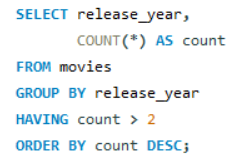 SELECT release_year,
COUNT(*) AS count
FROM movies
GROUP BY release_year
HAVING count > 2
ORDER BY count DESC;